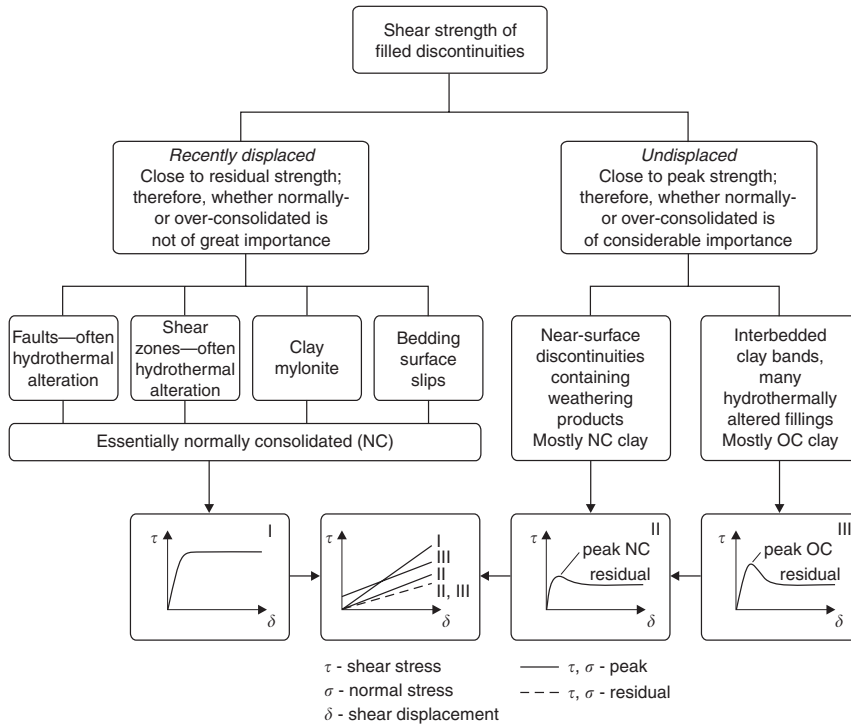 Shear strength of
filled discontinuities
Recently displaced
Close to residual strength;
therefore, whether normally-
or over-consolidated is
not of great importance
Undisplaced
Close to peak strength;
therefore, whether normally-
or over-consolidated is
of considerable importance
Faults—often
hydrothermal
alteration
Shear
zones—often
hydrothermal
alteration
Clay
mylonite
Bedding
surface
slips
Near-surface
discontinuities
containing
weathering
products
Mostly NC clay
Interbedded
clay bands,
many
hydrothermally
altered fillings
Mostly OC clay
Essentially normally consolidated (NC)
τ
I
δ
τ
I
III
II
II, III
δ
τ
II
peak NC
residual
δ
τ
III
peak OC
residual
δ
τ - shear stress
σ - normal stress
δ - shear displacement
τ, σ - peak
τ, σ - residual